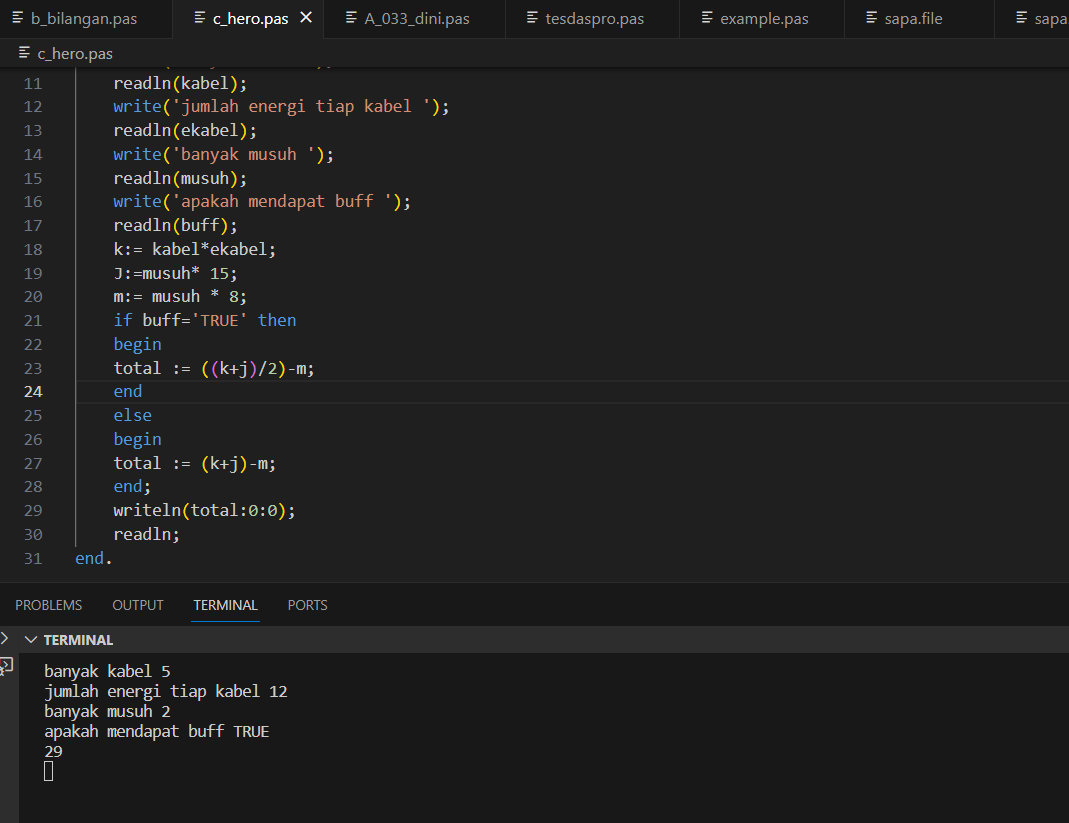 b_bilangan.pas c_hero.pas A_033_dini.pas tesdaspro.pas example.pas sapa.file sapa
c_hero.pas
11 readln(kabel);
12 write('jumlah energi tiap kabel ');
13 readln(ekabel);
14 write('banyak musuh ');
15 readln(musuh);
16 write('apakah mendapat buff ');
17 readln(buff);
18 k:= kabel*ekabel;
19 J:=musuh* 15;
20 m:= musuh * 8;
21 if buff='TRUE' then
22 begin
23 total := ((k+j)/2)-m;
24 end
25 else
26 begin
27 total := (k+j)-m;
28 end;
29 writeln(total:0:0);
30 readln;
31 end.
PROBLEMS OUTPUT TERMINAL PORTS
TERMINAL
banyak kabel 5
jumlah energi tiap kabel 12
banyak musuh 2
apakah mendapat buff TRUE
29